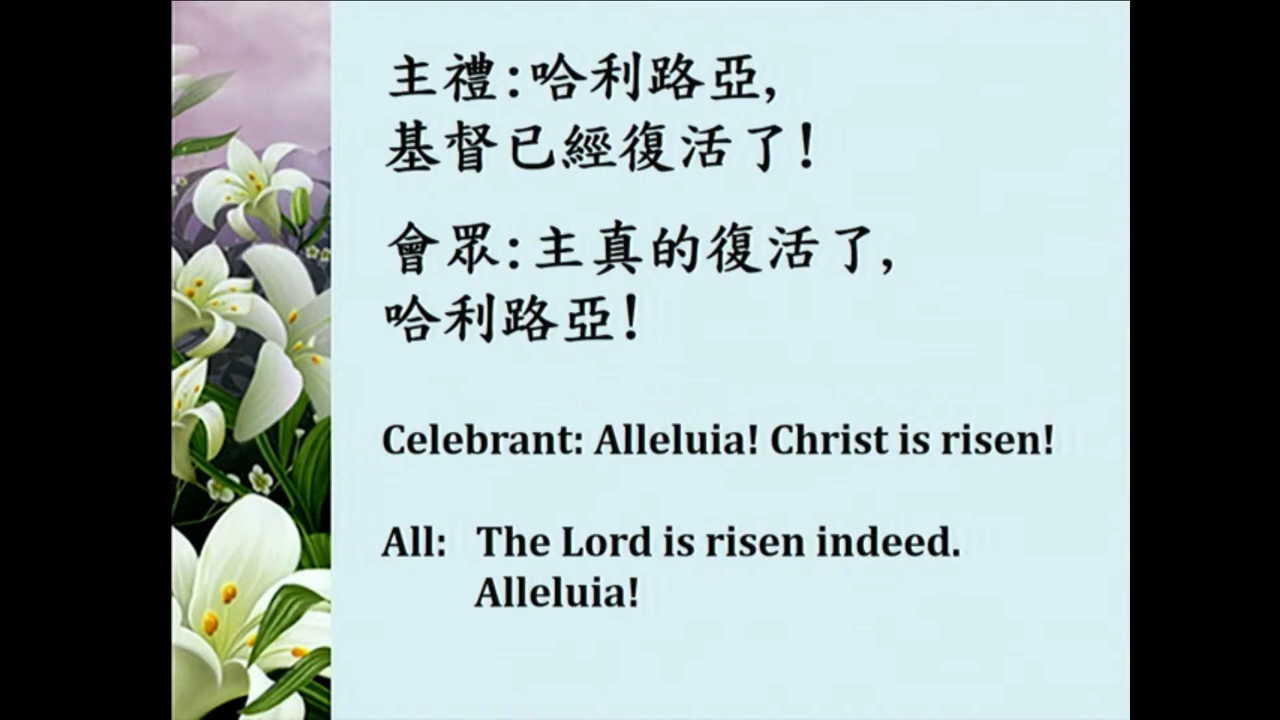 主禮:哈利路亞,
基督已經復活了!
會眾:主真的復活了,
哈利路亞!
Celebrant: Alleluia! Christ is risen!
All: The Lord is risen indeed.
Alleluia!